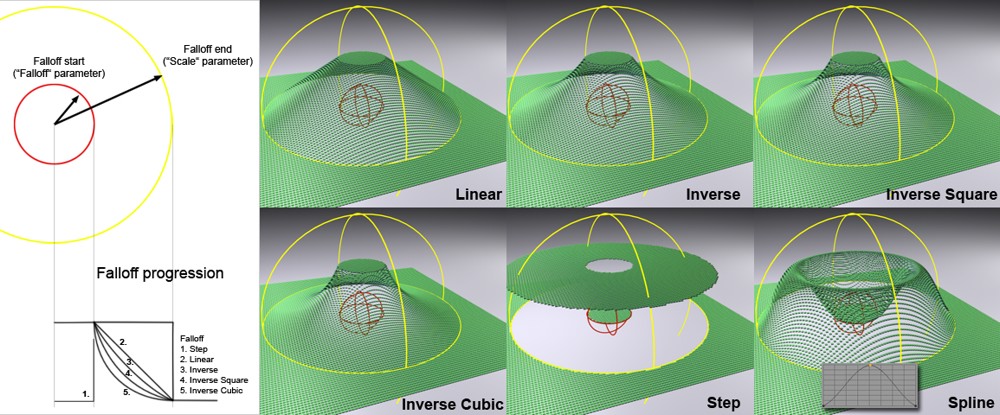 Falloff start
("Falloff" parameter)
Falloff end
("Scale" parameter)
Falloff progression
2.
3.
4.
5.
1.
Falloff
1. Step
2. Linear
3. Inverse
4. Inverse Square
5. Inverse Cubic
Linear
Inverse
Inverse Square
Inverse Cubic
Step
Spline